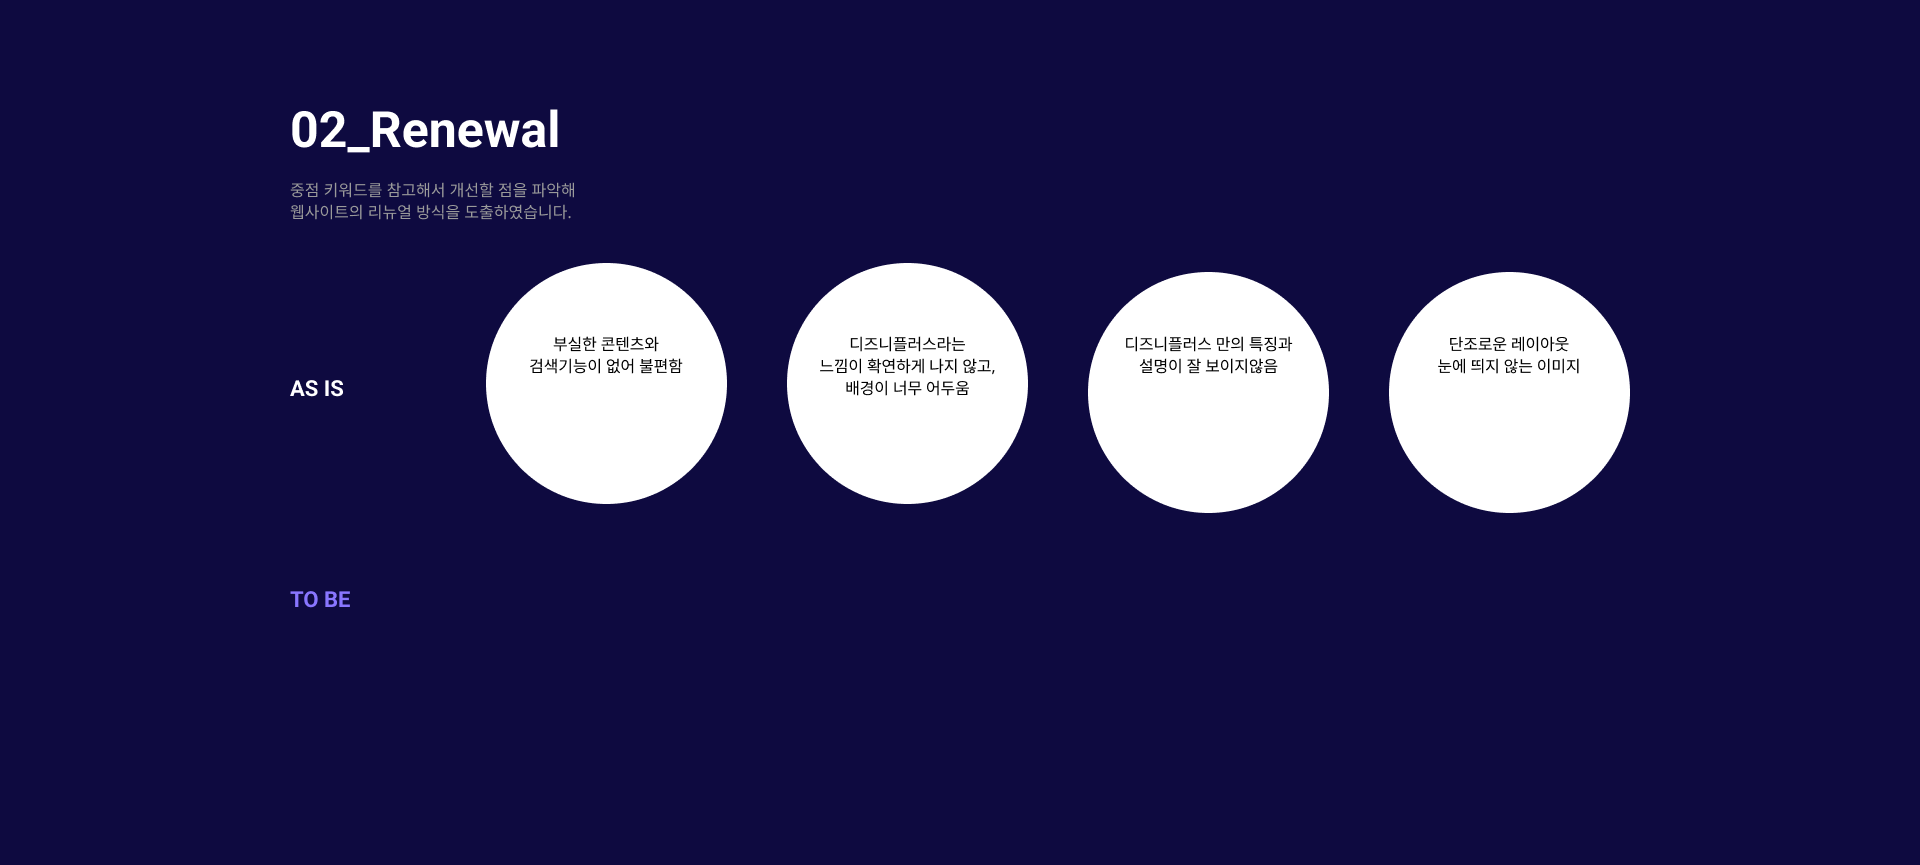 02_Renewal
중점 키워드를 참고해서 개선할 점을 파악해
웹사이트의 리뉴얼 방식을 도출하였습니다.
AS IS
부실한 콘텐츠와
검색기능이 없어 불편함
디즈니플러스라는
느낌이 확연하게 나지 않고,
배경이 너무 어두움
디즈니플러스 만의 특징과
설명이 잘 보이지않음
단조로운 레이아웃
눈에 띄지 않는 이미지
TO BE